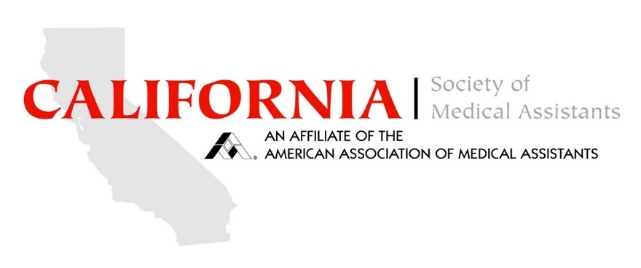 CALIFORNIA
Society of
Medical Assistants
AN AFFILIATE OF THE
AMERICAN ASSOCIATION OF MEDICAL ASSISTANTS